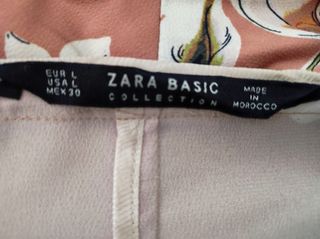 EUR L
USA L
MEX 30
ZARA BASIC
COLLECTION
MADE
IN
MOROCCO